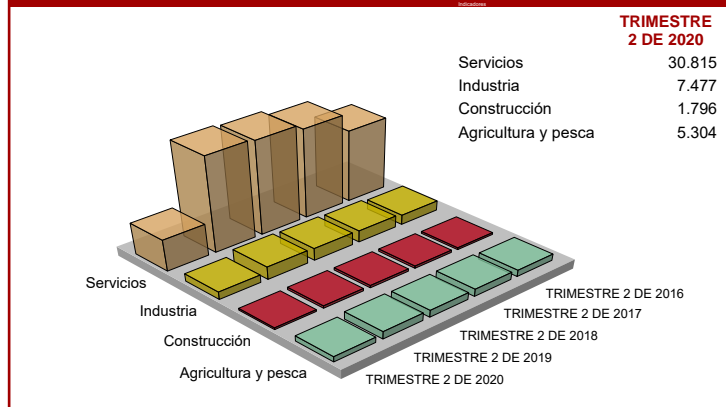 Indicadores
TRIMESTRE
2 DE 2020
Servicios 30.815
Industria 7.477
Construcción 1.796
Agricultura y pesca 5.304
Servicios
Industria
Construcción
Agricultura y pesca
TRIMESTRE 2 DE 2016
TRIMESTRE 2 DE 2017
TRIMESTRE 2 DE 2018
TRIMESTRE 2 DE 2019
TRIMESTRE 2 DE 2020